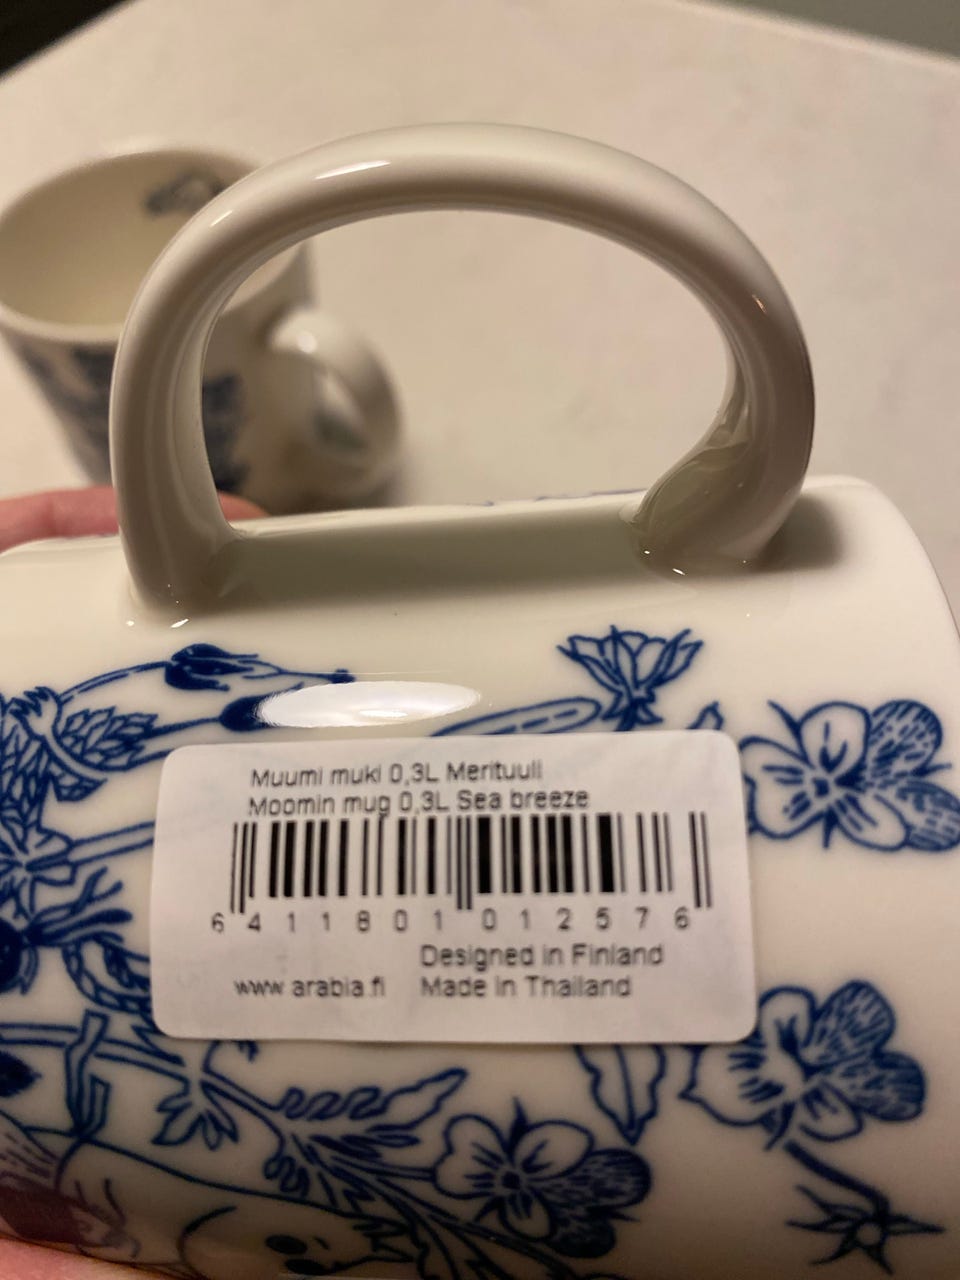 Muumi muki 0,3L Merituuli
Moomin mug 0,3L Sea breeze
6 411801 012576
Designed in Finland
www.arabia.fi Made in Thailand